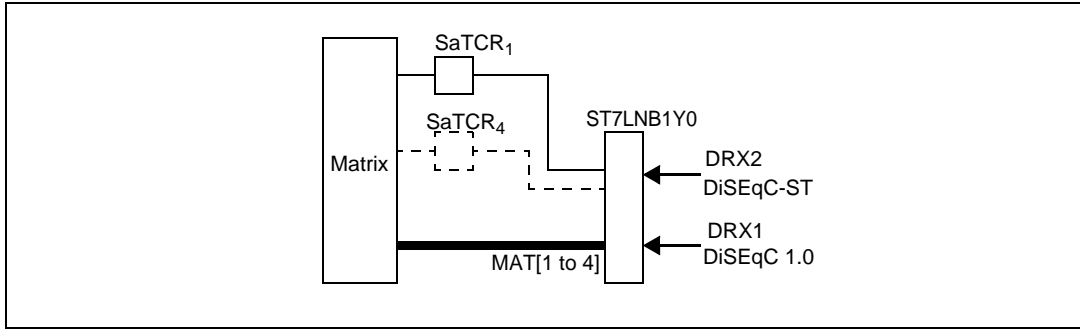 SaTCR1
SaTCR4
ST7LNB1Y0
Matrix
DRX2
DiSEqC-ST
DRX1
DiSEqC 1.0
MAT[1 to 4]